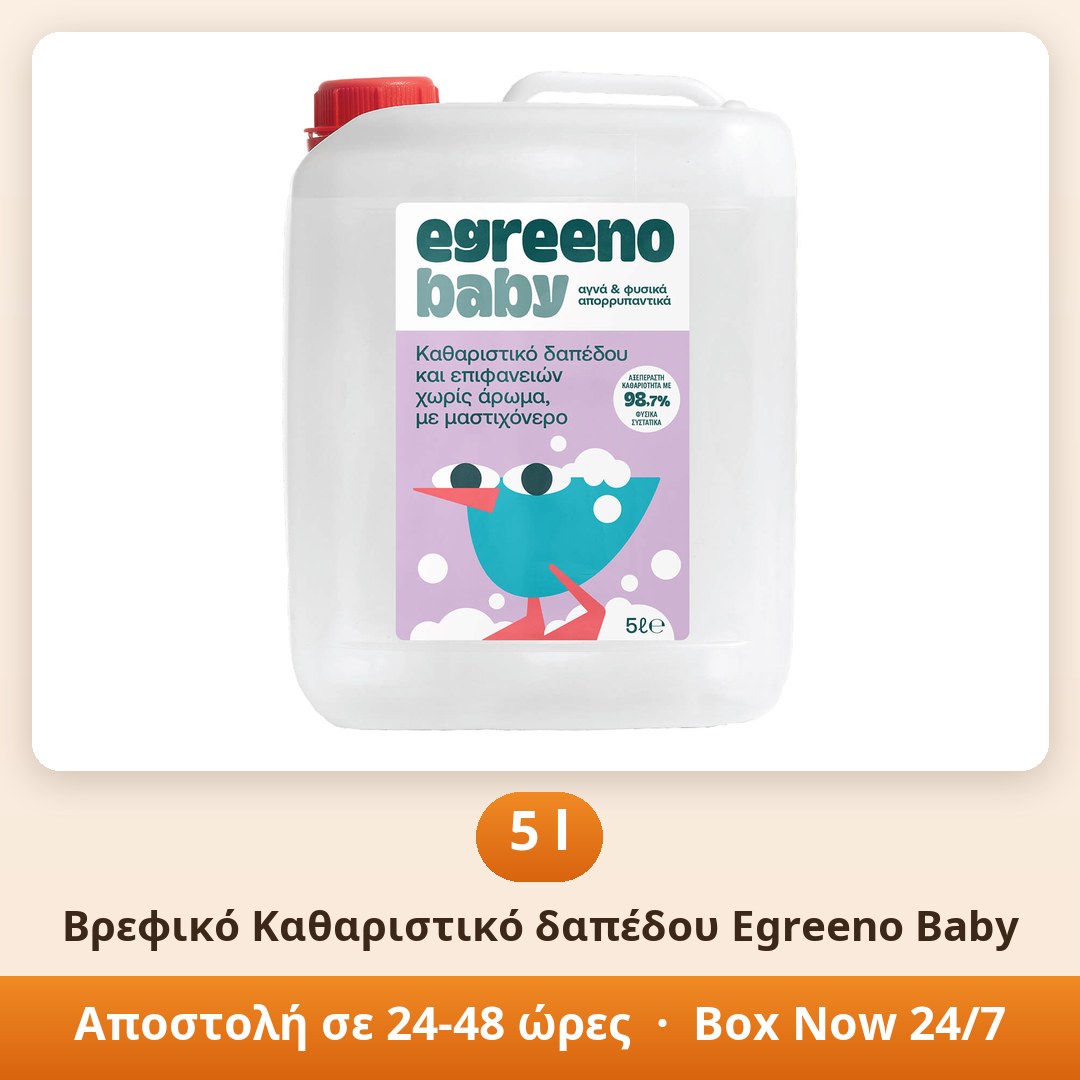 egreeno
baby
αγνά & φυσικά
απορρυπαντικά
Καθαριστικό δαπέδου
και επιφανειών
χωρίς άρωμα,
με μαστιχόνερο
ΑΞΕΠΕΡΑΣΤΗ
ΚΑΘΑΡΙΟΤΗΤΑ ΜΕ
98,7%
ΦΥΣΙΚΑ
ΣΥΣΤΑΤΙΚΑ
5ℓ℮
5 l
Βρεφικό Καθαριστικό δαπέδου Egreeno Baby
Αποστολή σε 24-48 ώρες · Box Now 24/7